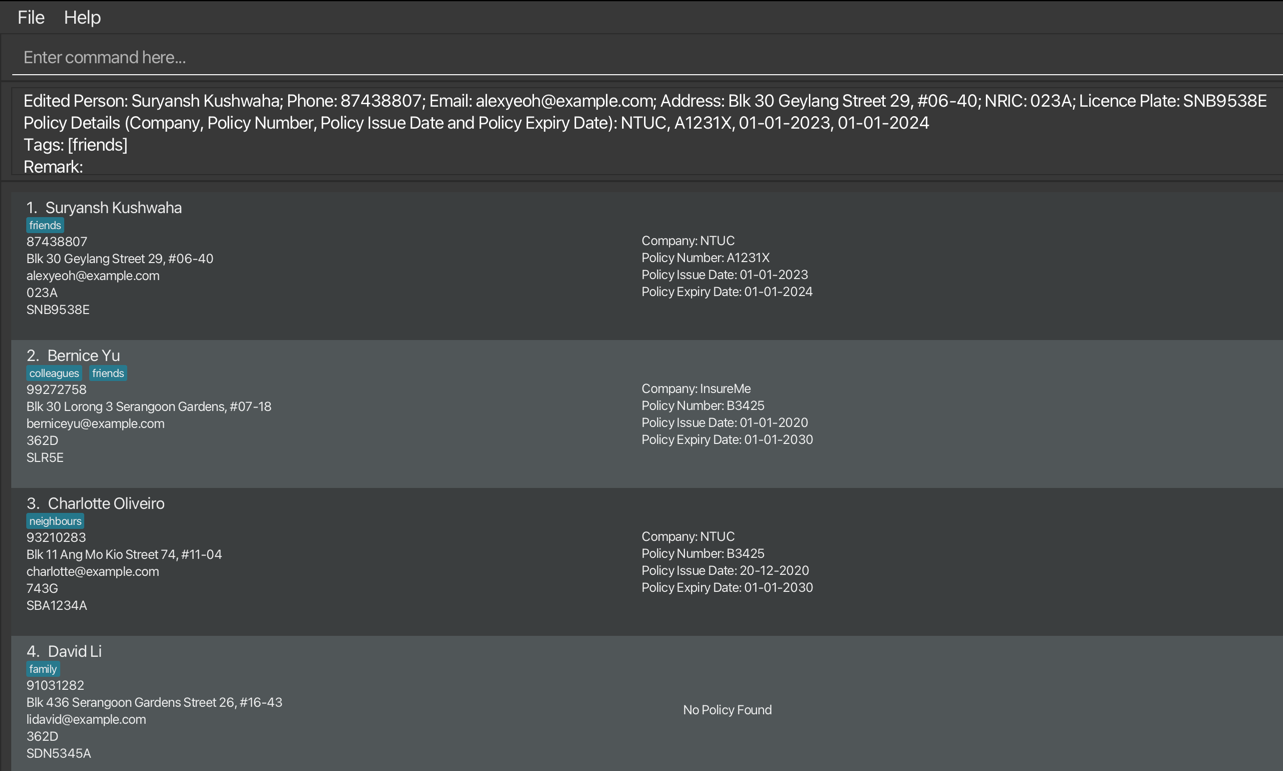 File Help
Enter command here...
Edited Person: Suryansh Kushwaha; Phone: 87438807; Email: alexyeoh@example.com; Address: Blk 30 Geylang Street 29, #06-40; NRIC: 023A; Licence Plate: SNB9538E
Policy Details (Company, Policy Number, Policy Issue Date and Policy Expiry Date): NTUC, A1231X, 01-01-2023, 01-01-2024
Tags: [friends]
Remark:
1. Suryansh Kushwaha
friends
87438807
Blk 30 Geylang Street 29, #06-40
alexyeoh@example.com
023A
SNB9538E
Company: NTUC
Policy Number: A1231X
Policy Issue Date: 01-01-2023
Policy Expiry Date: 01-01-2024
2. Bernice Yu
colleagues friends
99272758
Blk 30 Lorong 3 Serangoon Gardens, #07-18
berniceyu@example.com
362D
SLR5E
Company: InsureMe
Policy Number: B3425
Policy Issue Date: 01-01-2020
Policy Expiry Date: 01-01-2030
3. Charlotte Oliveiro
neighbours
93210283
Blk 11 Ang Mo Kio Street 74, #11-04
charlotte@example.com
743G
SBA1234A
Company: NTUC
Policy Number: B3425
Policy Issue Date: 20-12-2020
Policy Expiry Date: 01-01-2030
4. David Li
family
91031282
Blk 436 Serangoon Gardens Street 26, #16-43
lidavid@example.com
362D
SDN5345A
No Policy Found